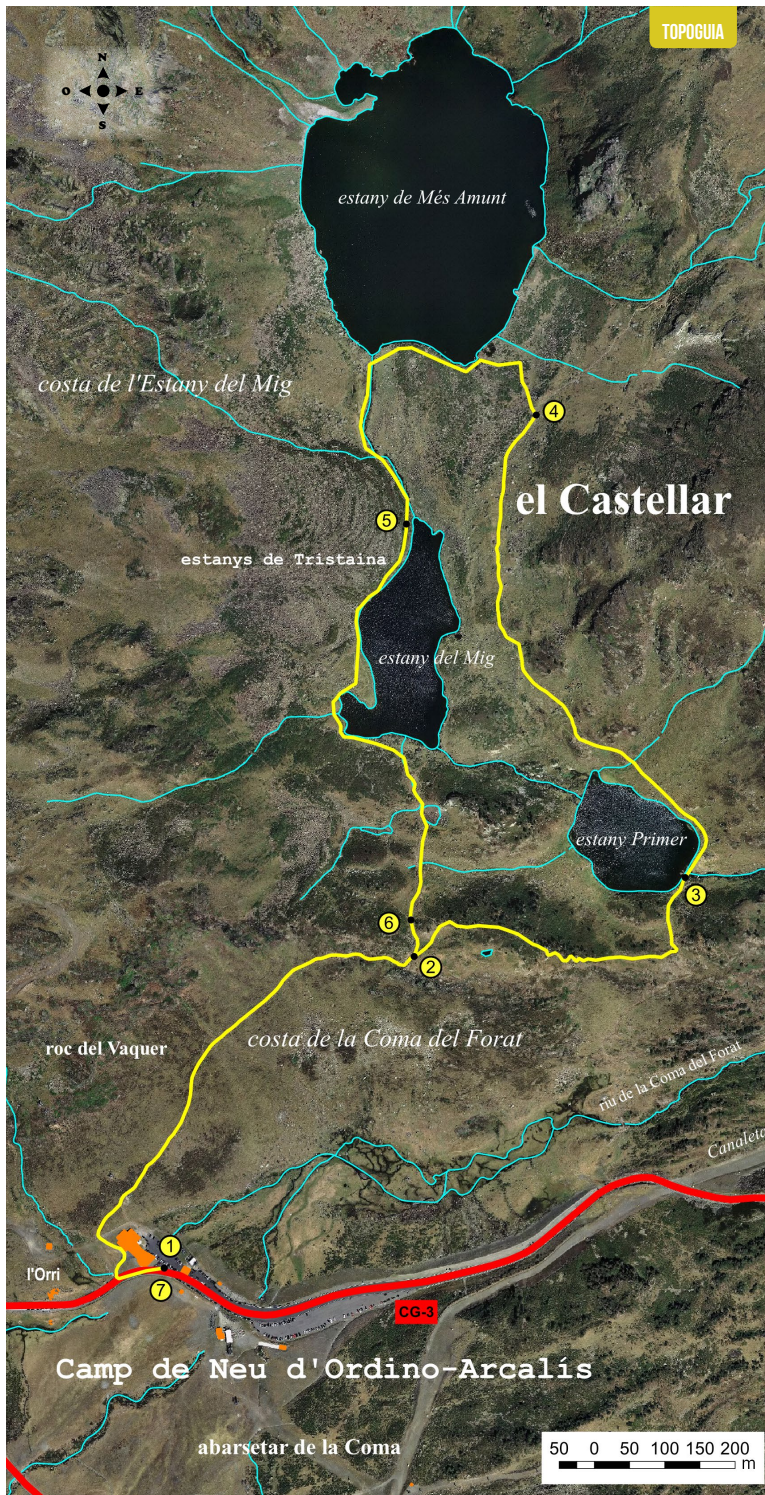 TOPOGUIA
N
O E
S
estany de Més Amunt
costa de l'Estany del Mig
4
el Castellar
5
estanys de Tristaina
estany del Mig
estany Primer
3
6
2
costa de la Coma del Forat
roc del Vaquer
riu de la Coma del Forat
Canaleta
1
l'Orri
7
CG-3
Camp de Neu d'Ordino-Arcalís
abarsetar de la Coma
50 0 50 100 150 200
m